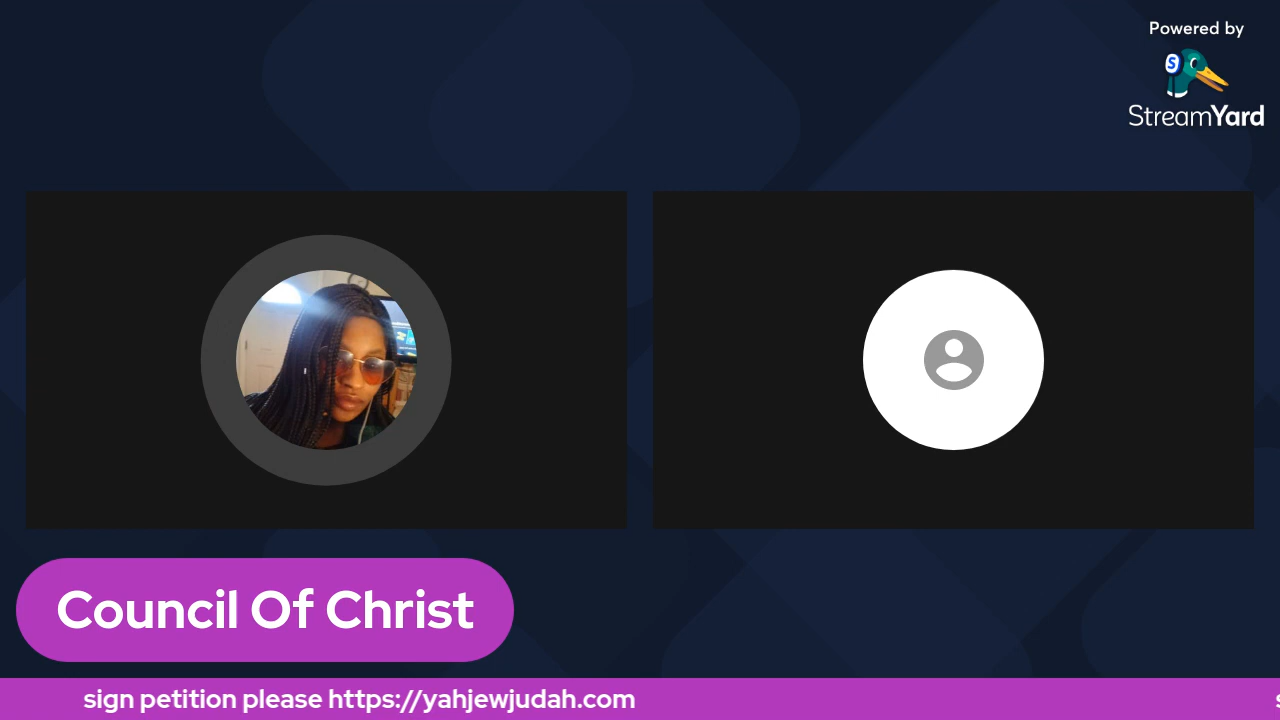 Powered by
S
StreamYard
Council Of Christ
sign petition please https://yahjewjudah.com